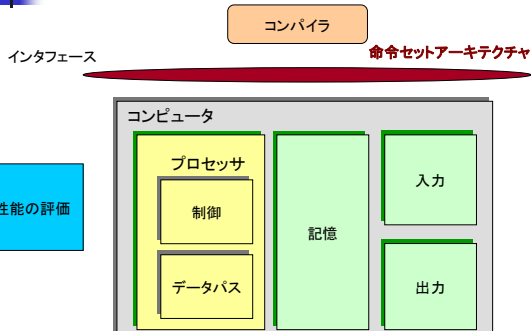 コンパイラ
インタフェース
命令セットアーキテクチャ
コンピュータ
プロセッサ
制御
データパス
記憶
入力
出力
性能の評価